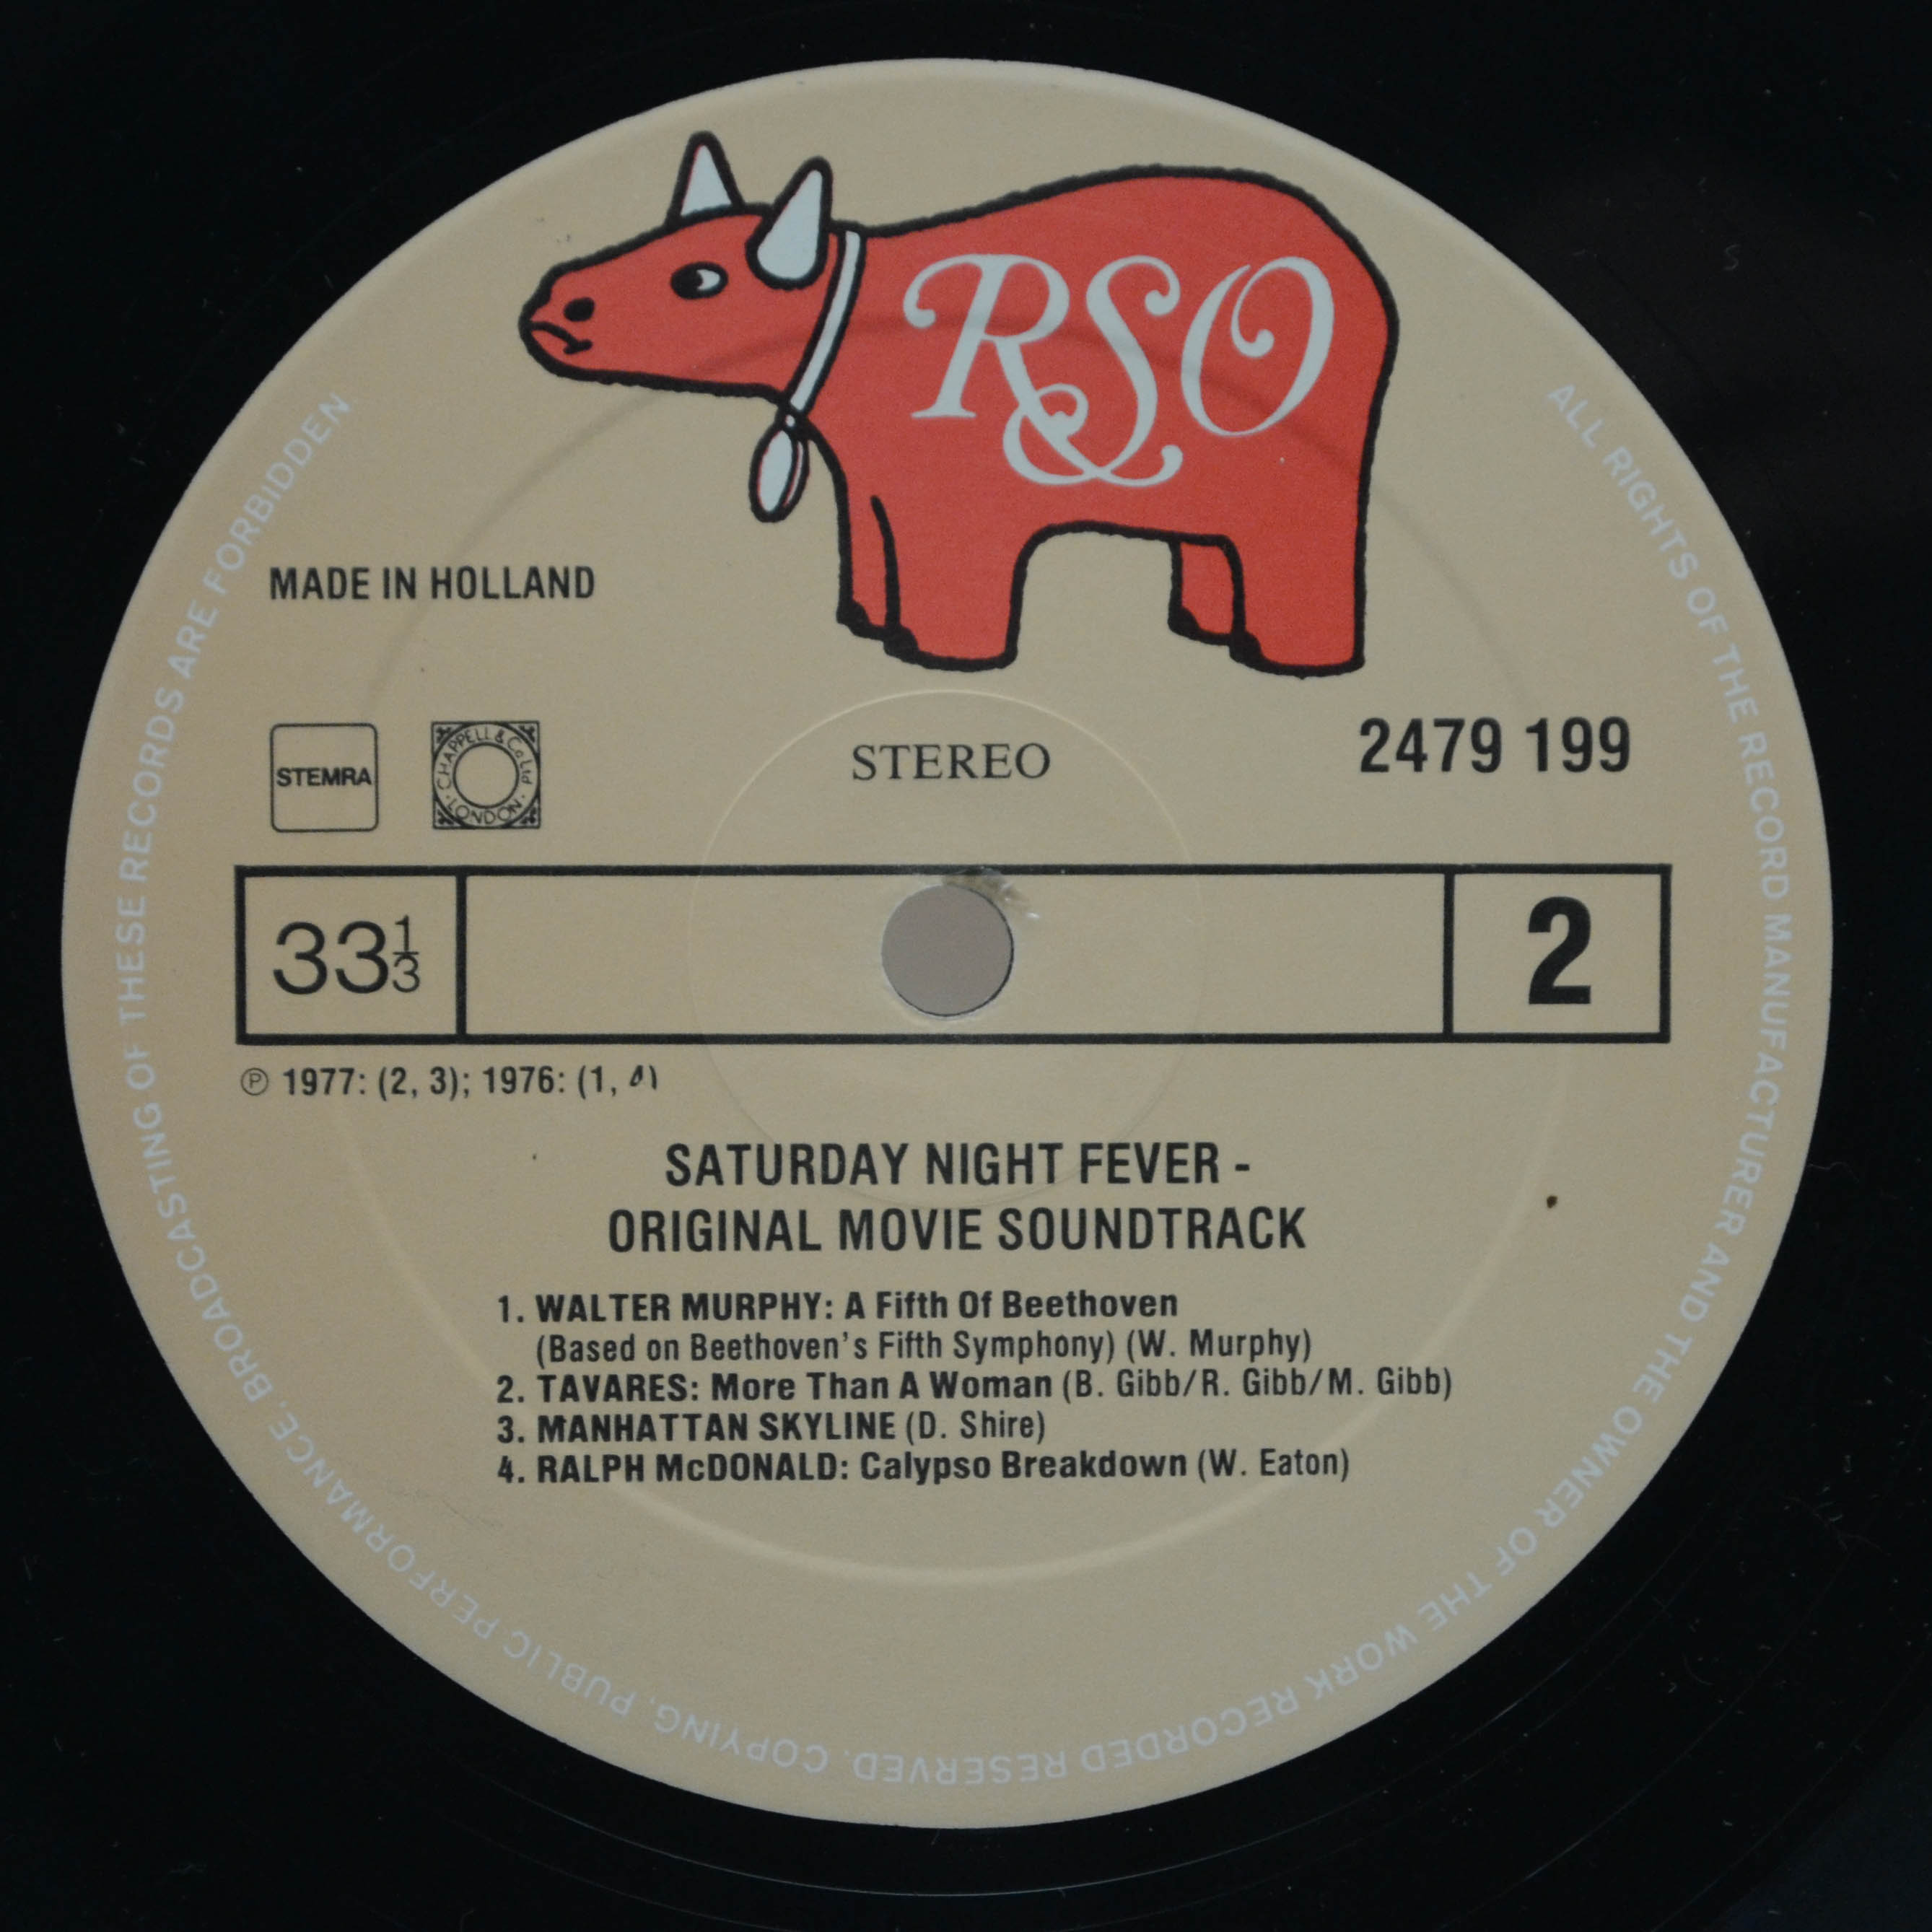 RSO
MADE IN HOLLAND
STEMRA
CHAPPELL & Co Ltd
· LONDON ·
STEREO
2479 199
33⅓
2
Ⓟ 1977: (2, 3); 1976: (1, 4)
SATURDAY NIGHT FEVER -
ORIGINAL MOVIE SOUNDTRACK
1. WALTER MURPHY: A Fifth Of Beethoven
(Based on Beethoven's Fifth Symphony) (W. Murphy)
2. TAVARES: More Than A Woman (B. Gibb/R. Gibb/M. Gibb)
3. MANHATTAN SKYLINE (D. Shire)
4. RALPH McDONALD: Calypso Breakdown (W. Eaton)
ALL RIGHTS OF THE RECORD MANUFACTURER AND THE OWNER OF THE WORK RECORDED RESERVED. COPYING, PUBLIC PERFORMANCE, BROADCASTING OF THESE RECORDS ARE FORBIDDEN